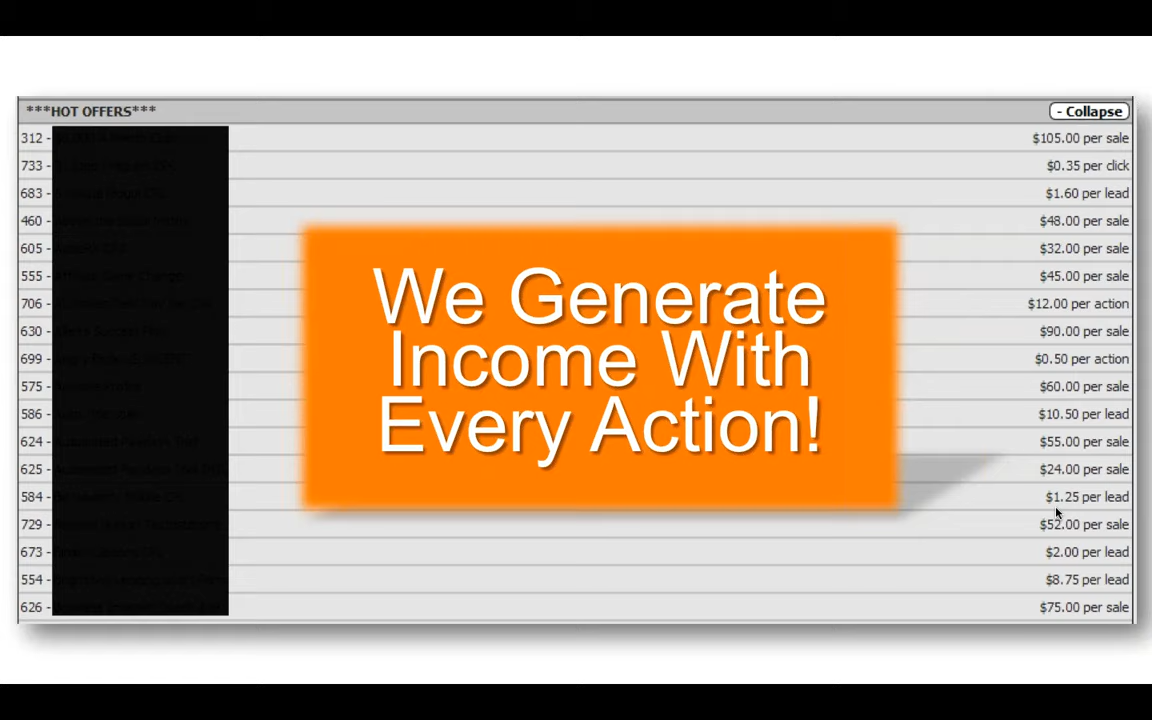 ***HOT OFFERS***
- Collapse
312 -
$105.00 per sale
733 -
$0.35 per click
683 -
$1.60 per lead
460 -
$48.00 per sale
605 -
$32.00 per sale
555 -
$45.00 per sale
706 -
$12.00 per action
630 -
$90.00 per sale
699 -
$0.50 per action
575 -
$60.00 per sale
586 -
$10.50 per lead
624 -
$55.00 per sale
625 -
$24.00 per sale
584 -
$1.25 per lead
729 -
$52.00 per sale
673 -
$2.00 per lead
554 -
$8.75 per lead
626 -
$75.00 per sale
We Generate
Income With
Every Action!